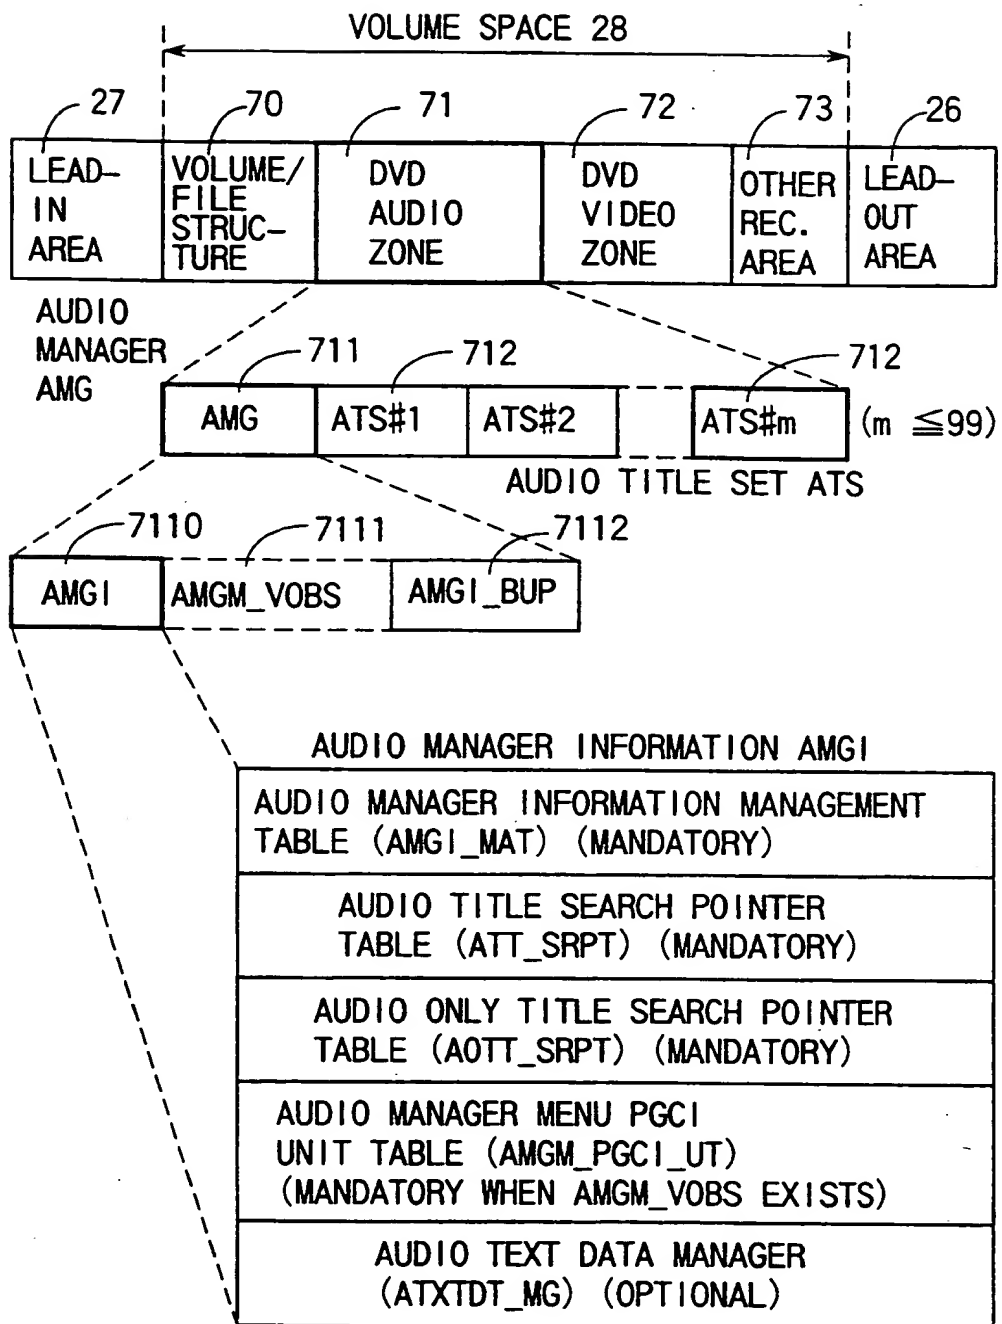 VOLUME SPACE 28
27
70
71
72
73
26
LEAD-
IN
AREA
VOLUME/
FILE
STRUC-
TURE
DVD
AUDIO
ZONE
DVD
VIDEO
ZONE
OTHER
REC.
AREA
LEAD-
OUT
AREA
AUDIO
MANAGER
AMG
711
712
712
AMG
ATS#1
ATS#2
ATS#m
(m ≦99)
AUDIO TITLE SET ATS
7110
7111
7112
AMGI
AMGM_VOBS
AMGI_BUP
AUDIO MANAGER INFORMATION AMGI
AUDIO MANAGER INFORMATION MANAGEMENT
TABLE (AMGI_MAT) (MANDATORY)
AUDIO TITLE SEARCH POINTER
TABLE (ATT_SRPT) (MANDATORY)
AUDIO ONLY TITLE SEARCH POINTER
TABLE (AOTT_SRPT) (MANDATORY)
AUDIO MANAGER MENU PGCI
UNIT TABLE (AMGM_PGCI_UT)
(MANDATORY WHEN AMGM_VOBS EXISTS)
AUDIO TEXT DATA MANAGER
(ATXTDT_MG) (OPTIONAL)